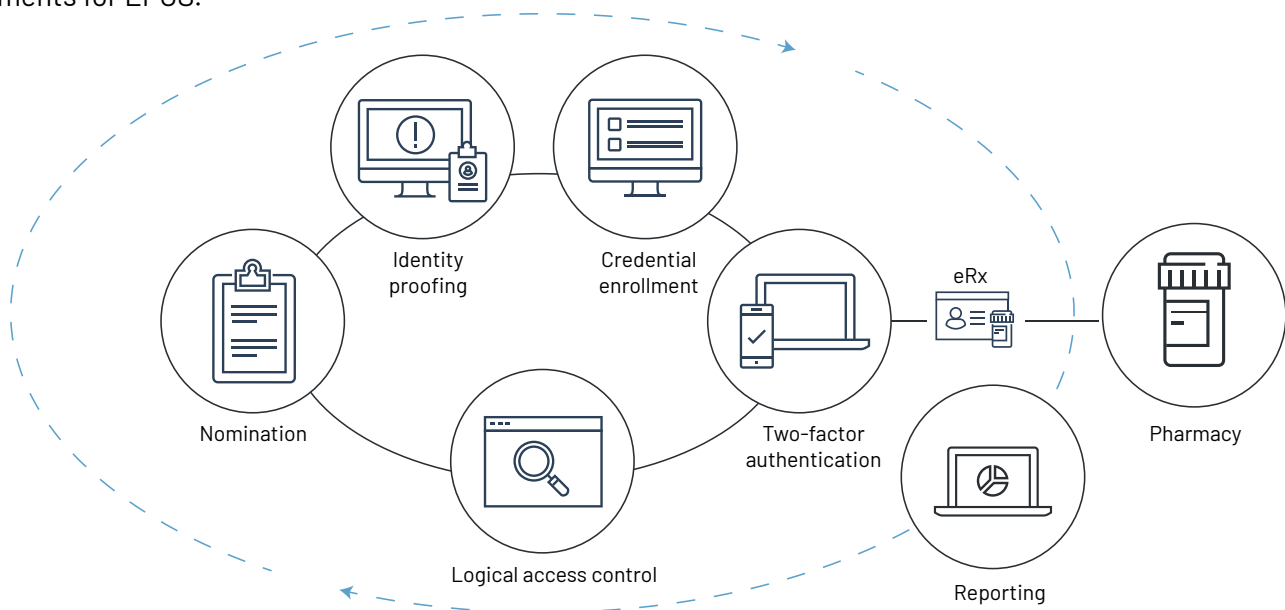 Identity
proofing
Credential
enrollment
eRx
Nomination
Two-factor
authentication
Pharmacy
Logical access control
Reporting